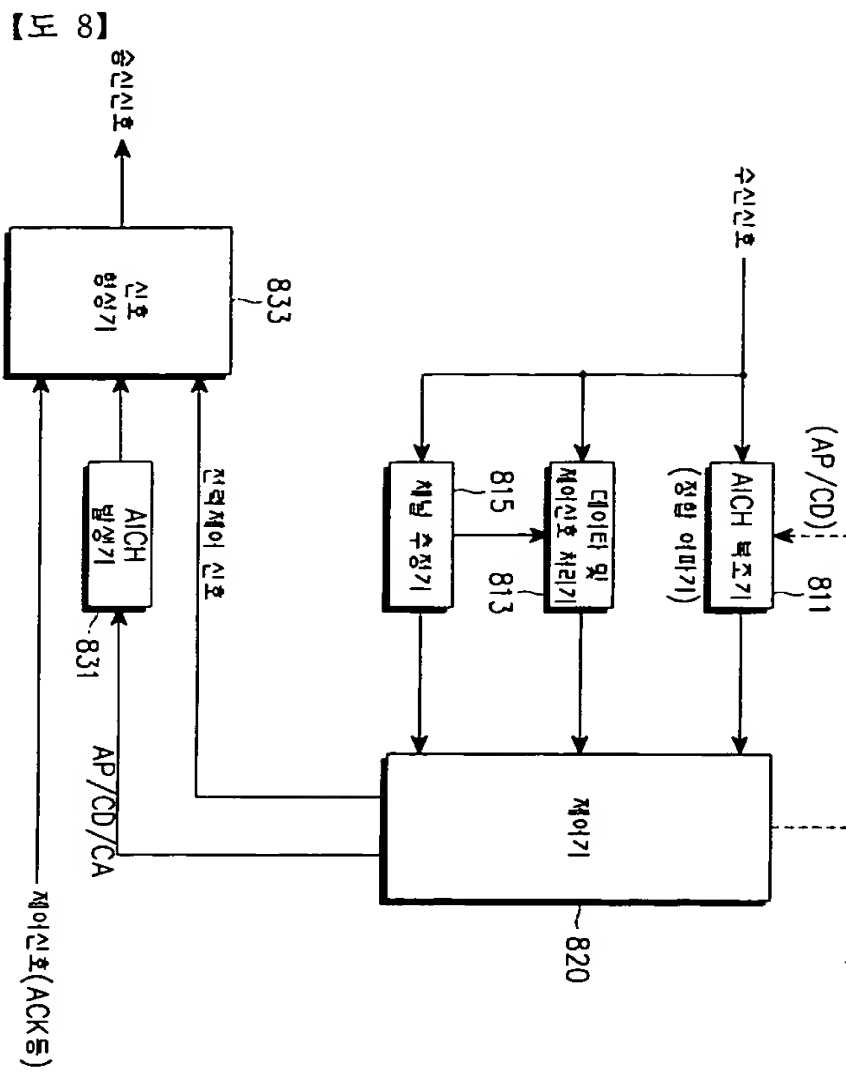 【도 8】
(AP/CD)
수신신호
AICH 복조기
(정합 여파기)
811
데이타 및
제어신호 처리기
813
채널 추정기
815
제어기
820
전력제어 신호
AICH
발생기
831
AP/CD/CA
제어신호(ACK등)
신호
형성기
833
송신신호